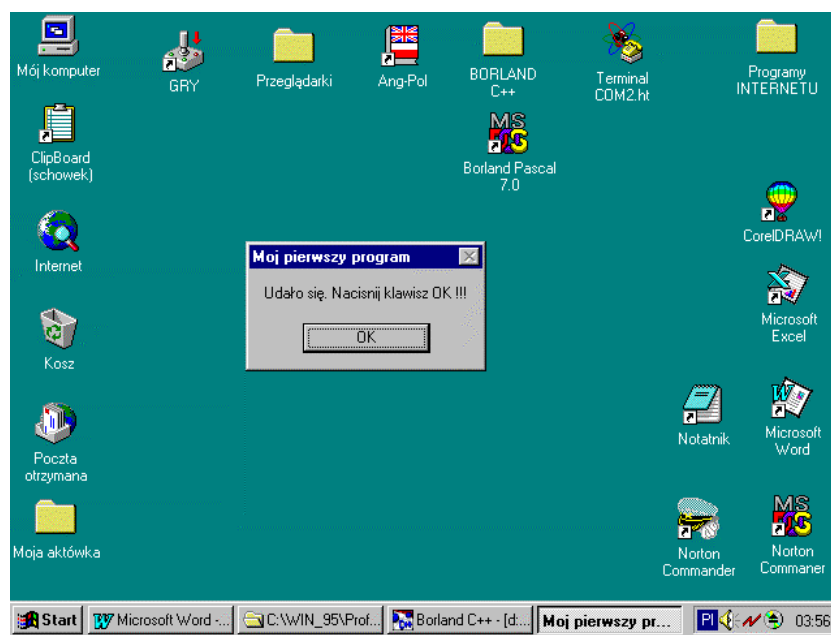 Mój komputer
GRY
Przeglądarki
Ang-Pol
BORLAND
C++
Terminal
COM2.ht
Programy
INTERNETU
ClipBoard
(schowek)
MS
Borland Pascal
7.0
CorelDRAW!
Internet
Moj pierwszy program
Udało się. Nacisnij klawisz OK !!!
OK
Microsoft
Excel
Kosz
Notatnik
Microsoft
Word
Poczta
otrzymana
Moja aktówka
Norton
Commander
MS
Norton
Commaner
Start
Microsoft Word -...
C:\WIN_95\Prof...
Borland C++ - [d:...
Moj pierwszy pr...
Pl
03:56